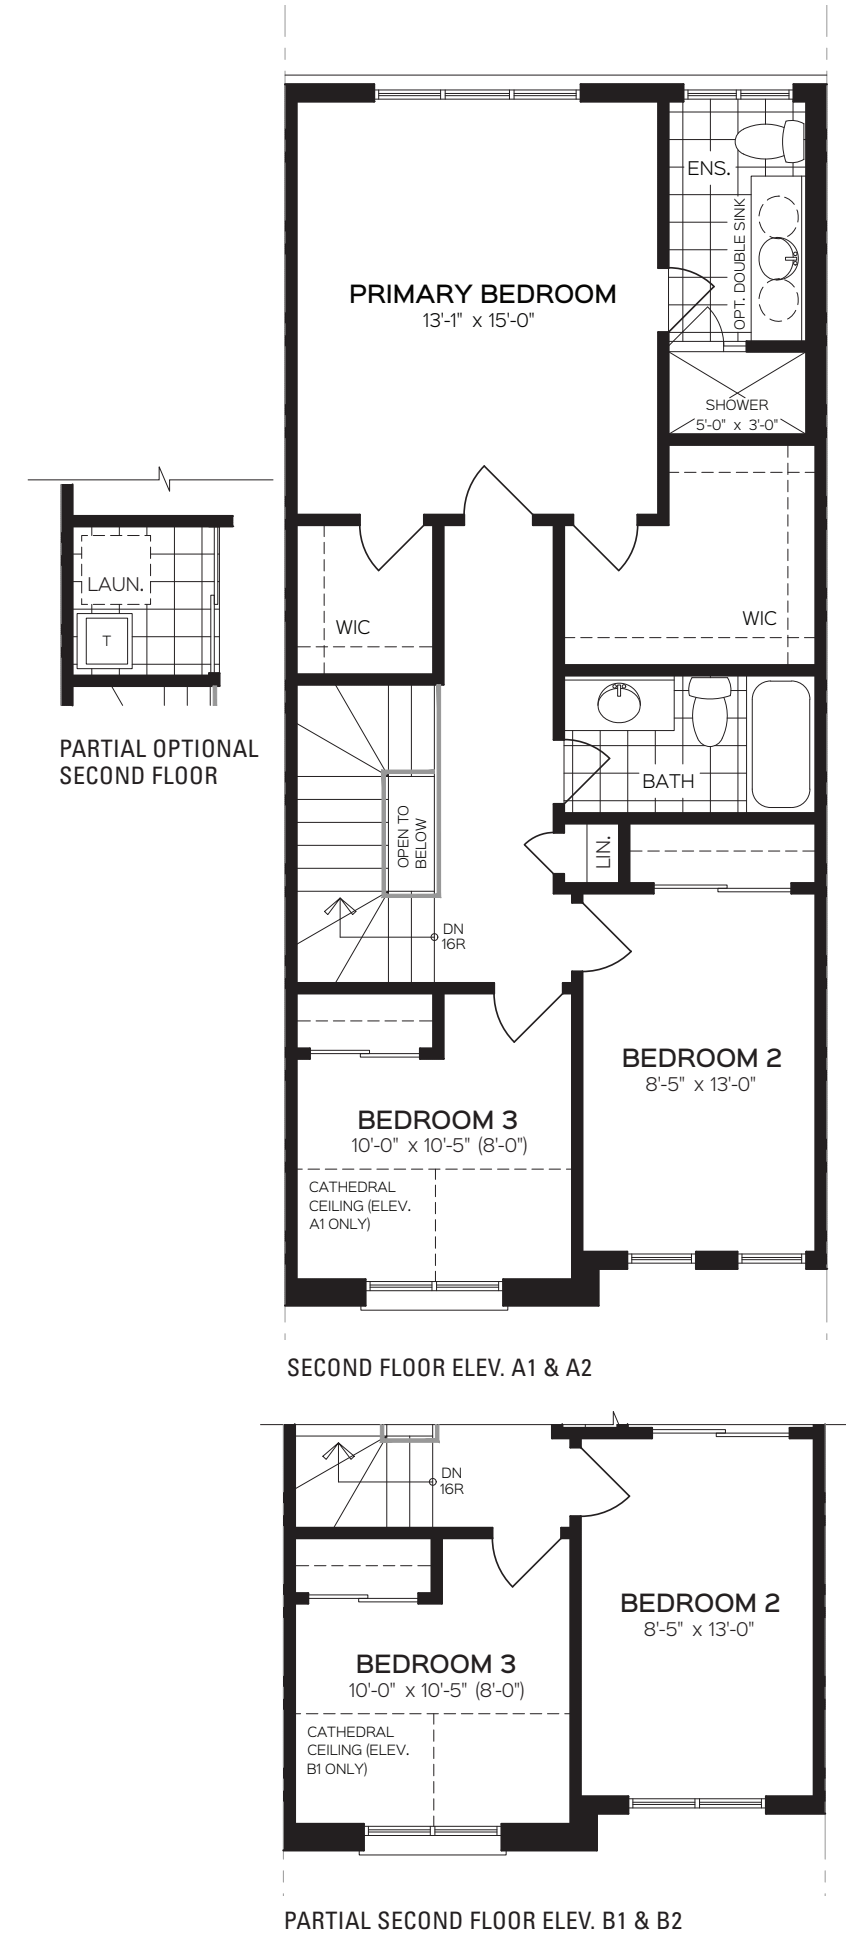 ENS.
OPT. DOUBLE SINK
PRIMARY BEDROOM
13'-1" x 15'-0"
SHOWER
5'-0" x 3'-0"
LAUN.
T
WIC
WIC
PARTIAL OPTIONAL
SECOND FLOOR
BATH
OPEN TO
BELOW
LIN.
DN
16R
BEDROOM 2
8'-5" x 13'-0"
BEDROOM 3
10'-0" x 10'-5" (8'-0")
CATHEDRAL
CEILING (ELEV.
A1 ONLY)
SECOND FLOOR ELEV. A1 & A2
DN
16R
BEDROOM 2
8'-5" x 13'-0"
BEDROOM 3
10'-0" x 10'-5" (8'-0")
CATHEDRAL
CEILING (ELEV.
B1 ONLY)
PARTIAL SECOND FLOOR ELEV. B1 & B2